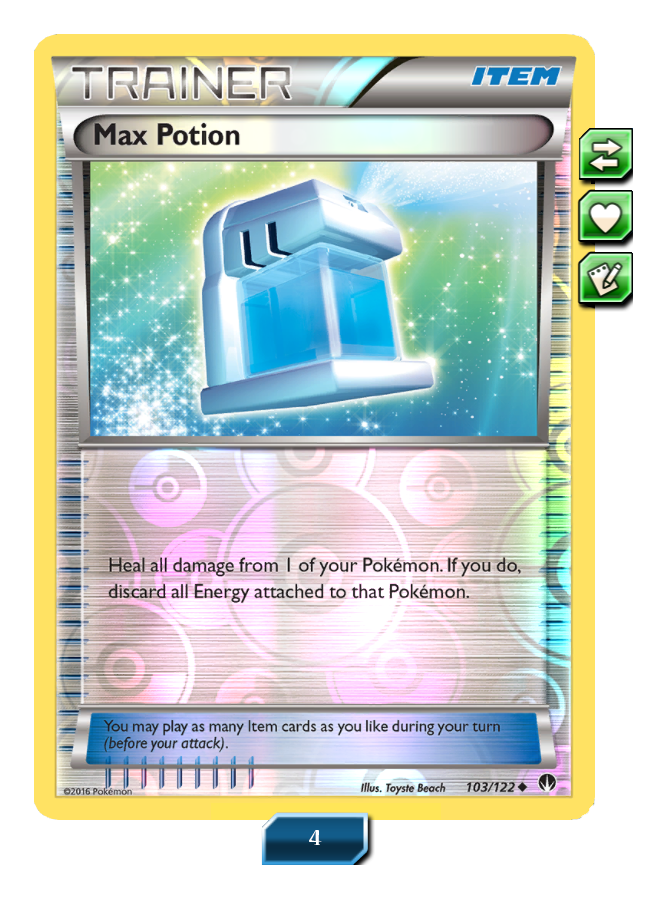 TRAINER
ITEM
Max Potion
Heal all damage from 1 of your Pokémon. If you do,
discard all Energy attached to that Pokémon.
You may play as many Item cards as you like during your turn
(before your attack).
©2016 Pokémon
Illus. Toyste Beach
103/122
4